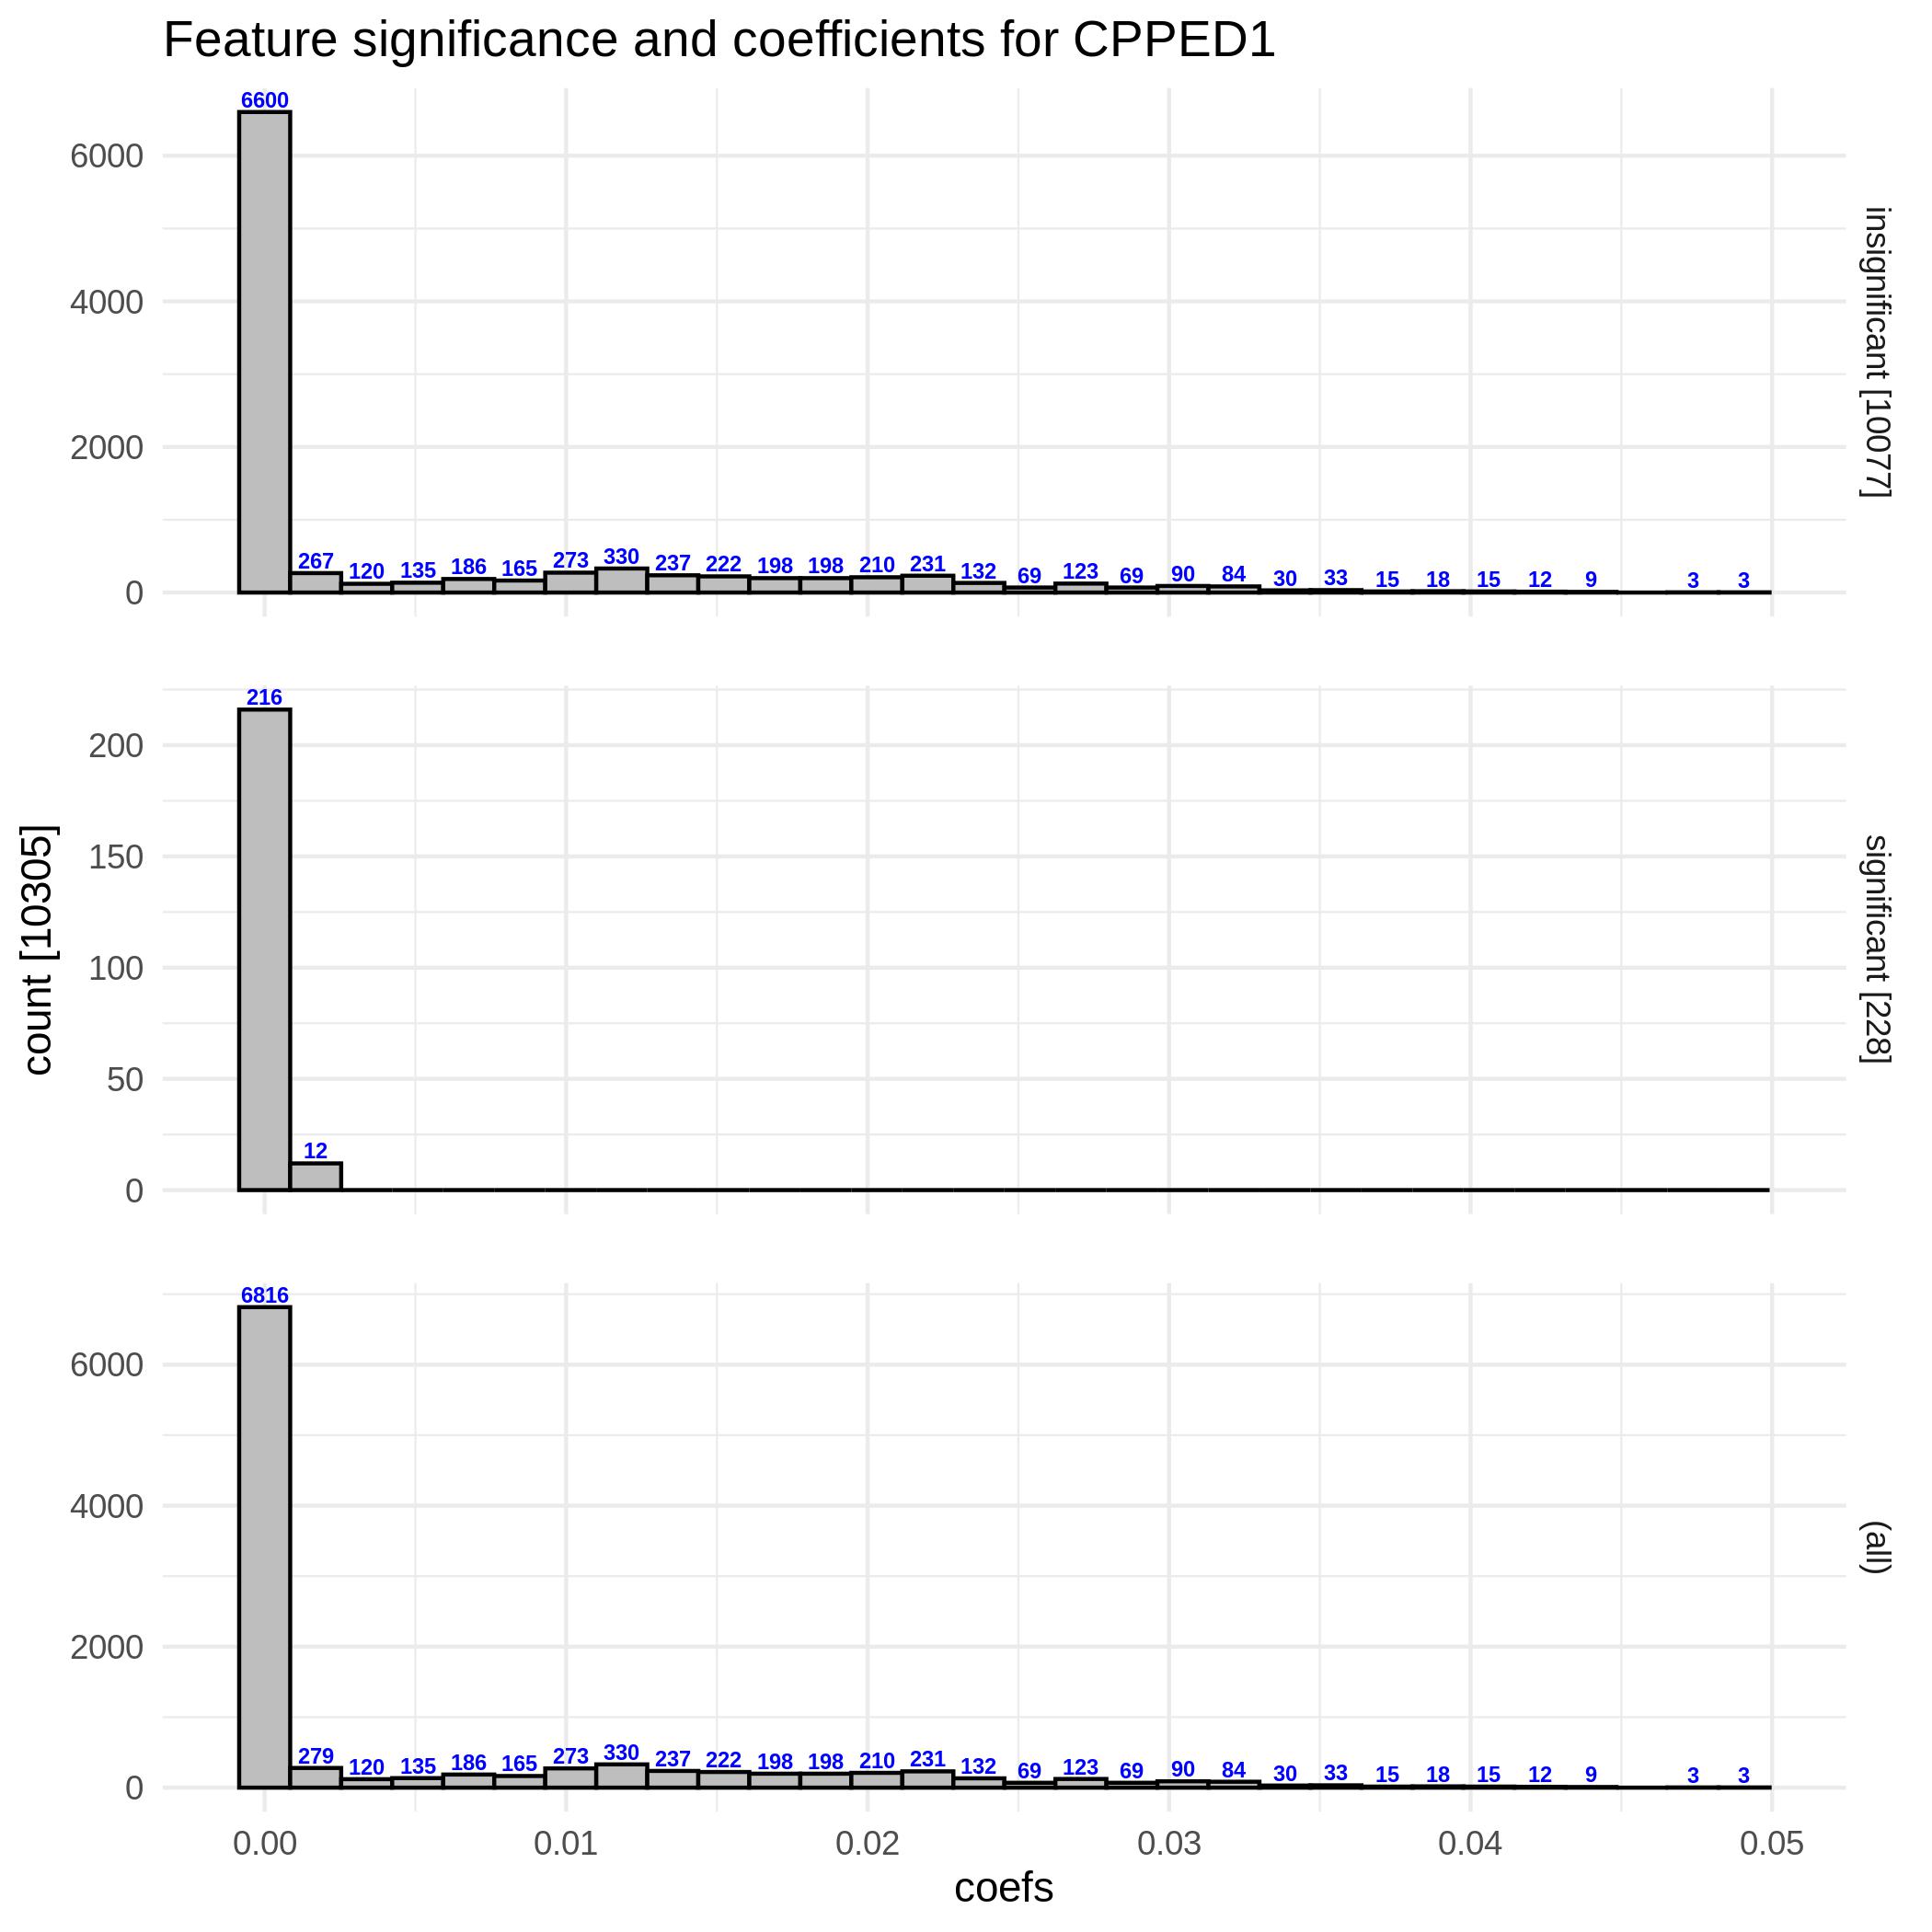 Feature significance and coefficients for CPPED1
6600
6000
4000
2000
0
267 120 135 186 165 273 330 237 222 198 198 210 231 132 69 123 69 90 84 30 33 15 18 15 12 9 3 3
insignificant [10077]
216
200
150
100
50
0
12
significant [228]
count [10305]
6816
6000
4000
2000
0
279 120 135 186 165 273 330 237 222 198 198 210 231 132 69 123 69 90 84 30 33 15 18 15 12 9 3 3
(all)
0.00 0.01 0.02 0.03 0.04 0.05
coefs